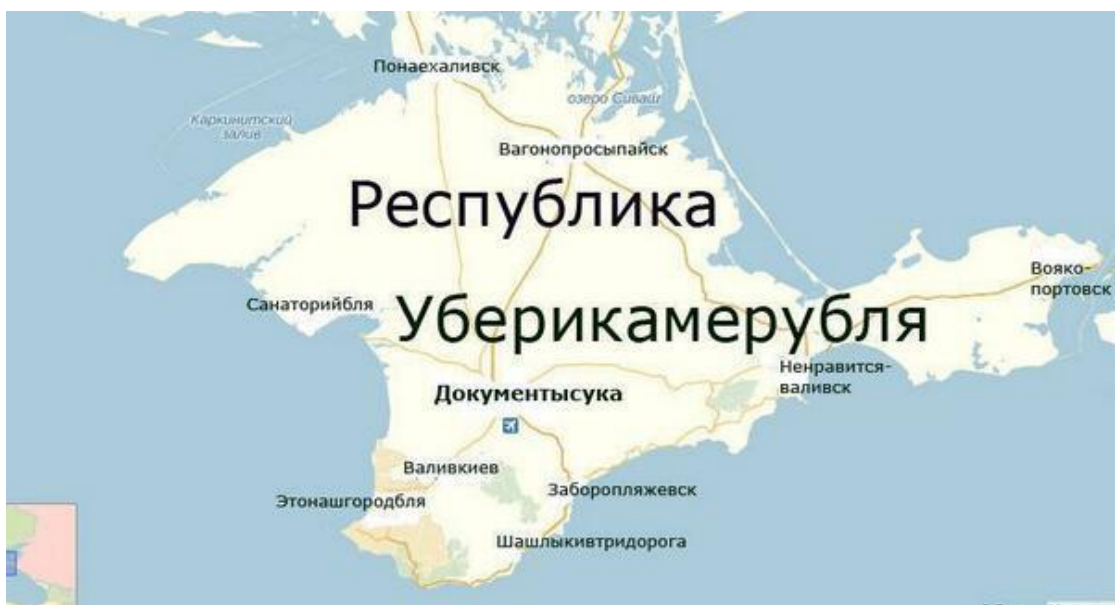 Понаехаливск
озеро Сиваш
Каркинитский
залив
Вагонопросыпайск
Республика
Вояко-
портовск
Санаторийбля
Уберикамерубля
Ненравится-
валивск
Документысука
Валивкиев
Заборопляжевск
Этонашгородбля
Шашлыкивтридорога